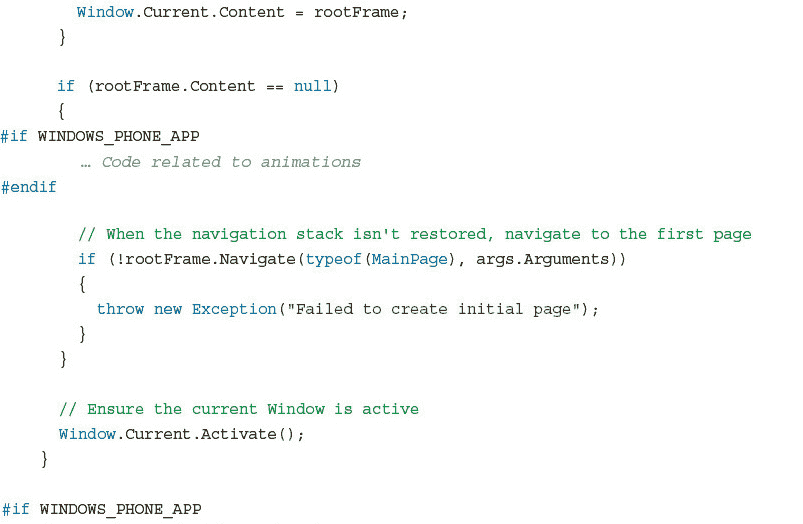 Window.Current.Content = rootFrame;
}
if (rootFrame.Content == null)
{
#if WINDOWS_PHONE_APP
… Code related to animations
#endif
// When the navigation stack isn't restored, navigate to the first page
if (!rootFrame.Navigate(typeof(MainPage), args.Arguments))
{
throw new Exception("Failed to create initial page");
}
}
// Ensure the current Window is active
Window.Current.Activate();
}
#if WINDOWS_PHONE_APP